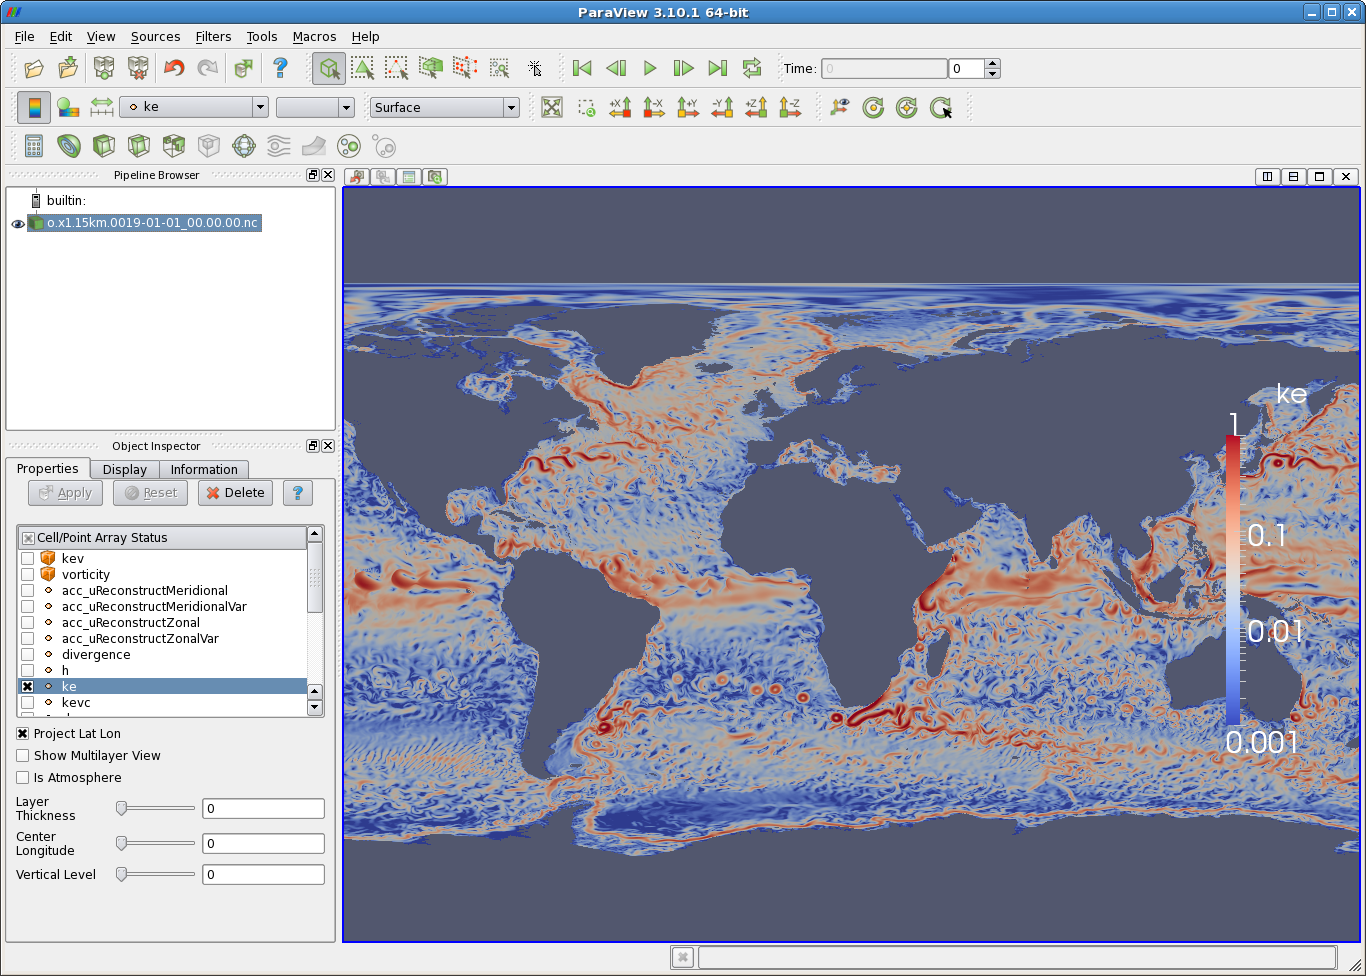 ParaView 3.10.1 64-bit
File Edit View Sources Filters Tools Macros Help
Time: 0 0
ke Surface
+X -X +Y -Y +Z -Z
Pipeline Browser
builtin:
o.x1.15km.0019-01-01_00.00.00.nc
Object Inspector
Properties Display Information
Apply Reset Delete ?
Cell/Point Array Status
kev
vorticity
acc_uReconstructMeridional
acc_uReconstructMeridionalVar
acc_uReconstructZonal
acc_uReconstructZonalVar
divergence
h
ke
kevc
Project Lat Lon
Show Multilayer View
Is Atmosphere
Layer
Thickness 0
Center
Longitude 0
Vertical Level 0
ke
1
0.1
0.01
0.001